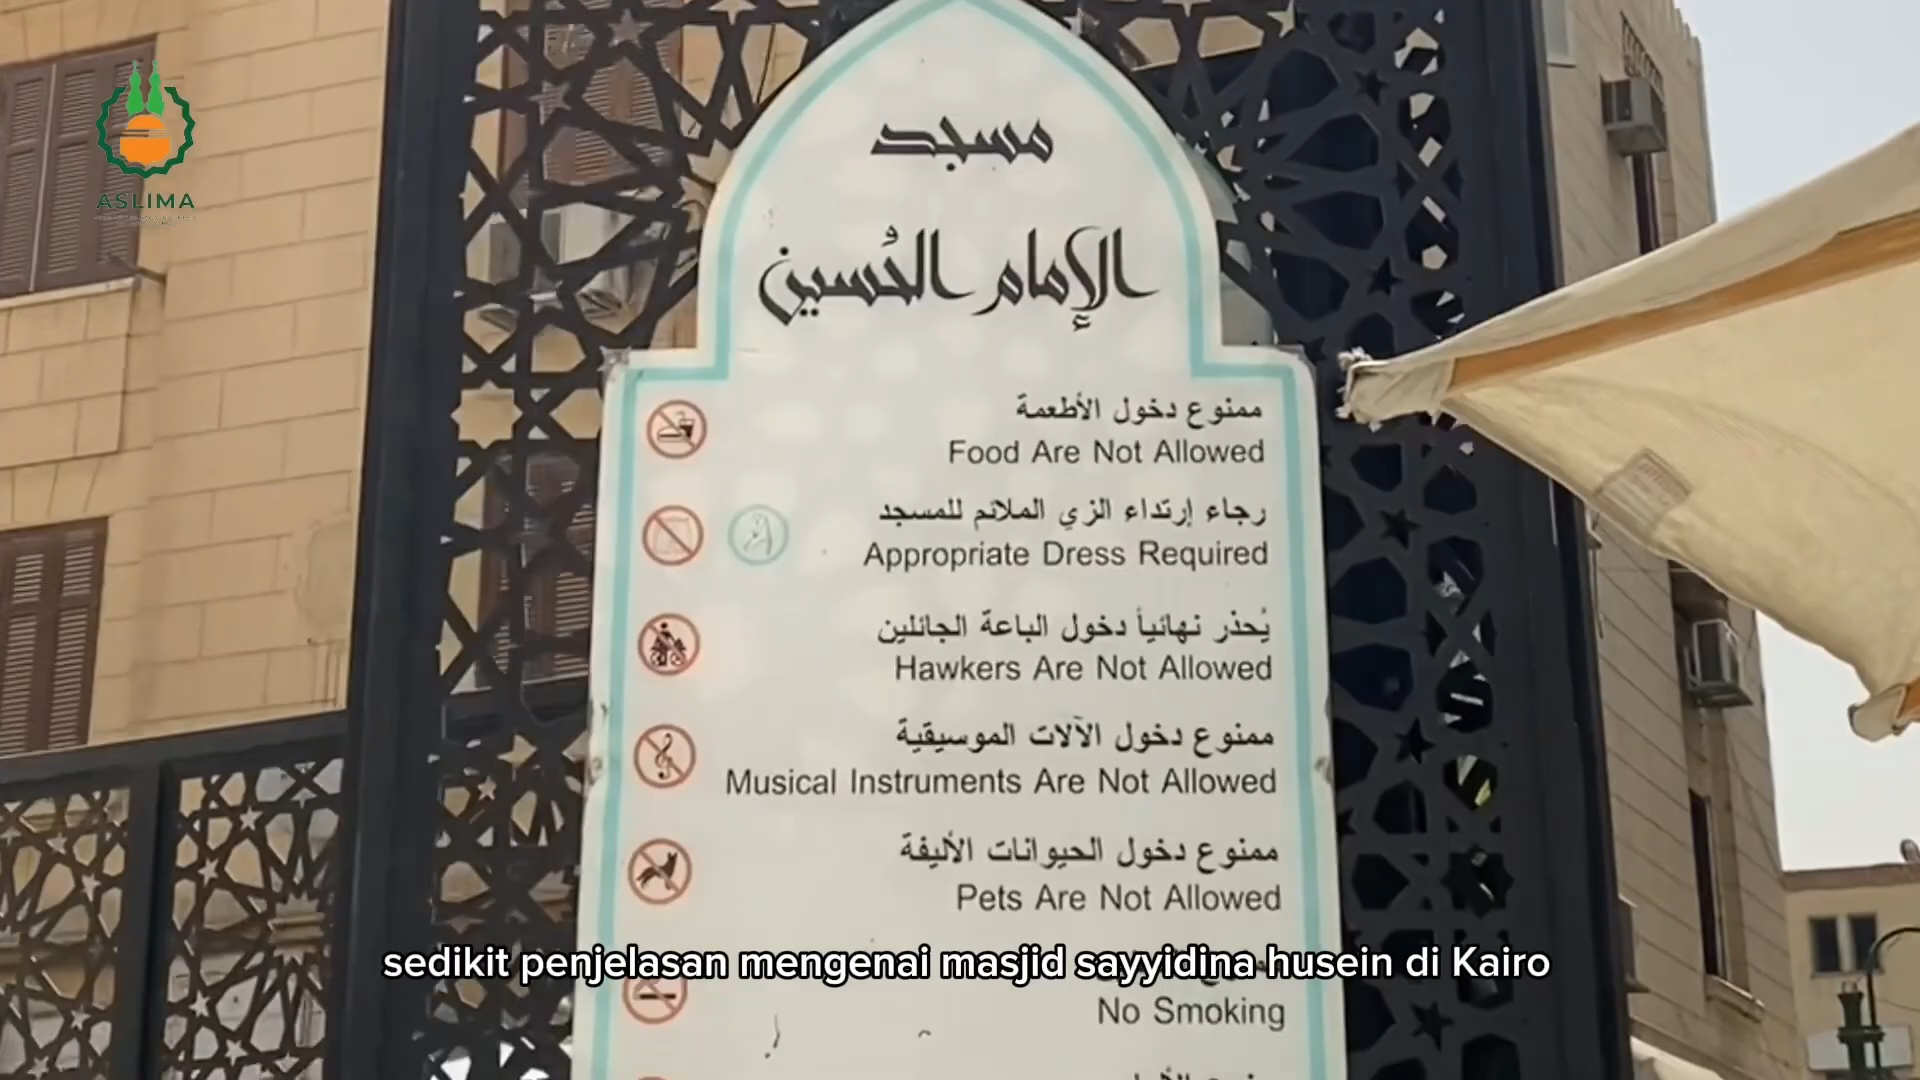 ASLIMA
مسجد
الإمام الحُسين
ممنوع دخول الأطعمة
Food Are Not Allowed
رجاء إرتداء الزي الملائم للمسجد
Appropriate Dress Required
يُحذر نهائياً دخول الباعة الجائلين
Hawkers Are Not Allowed
ممنوع دخول الآلات الموسيقية
Musical Instruments Are Not Allowed
ممنوع دخول الحيوانات الأليفة
Pets Are Not Allowed
sedikit penjelasan mengenai masjid sayyidina husein di Kairo
No Smoking